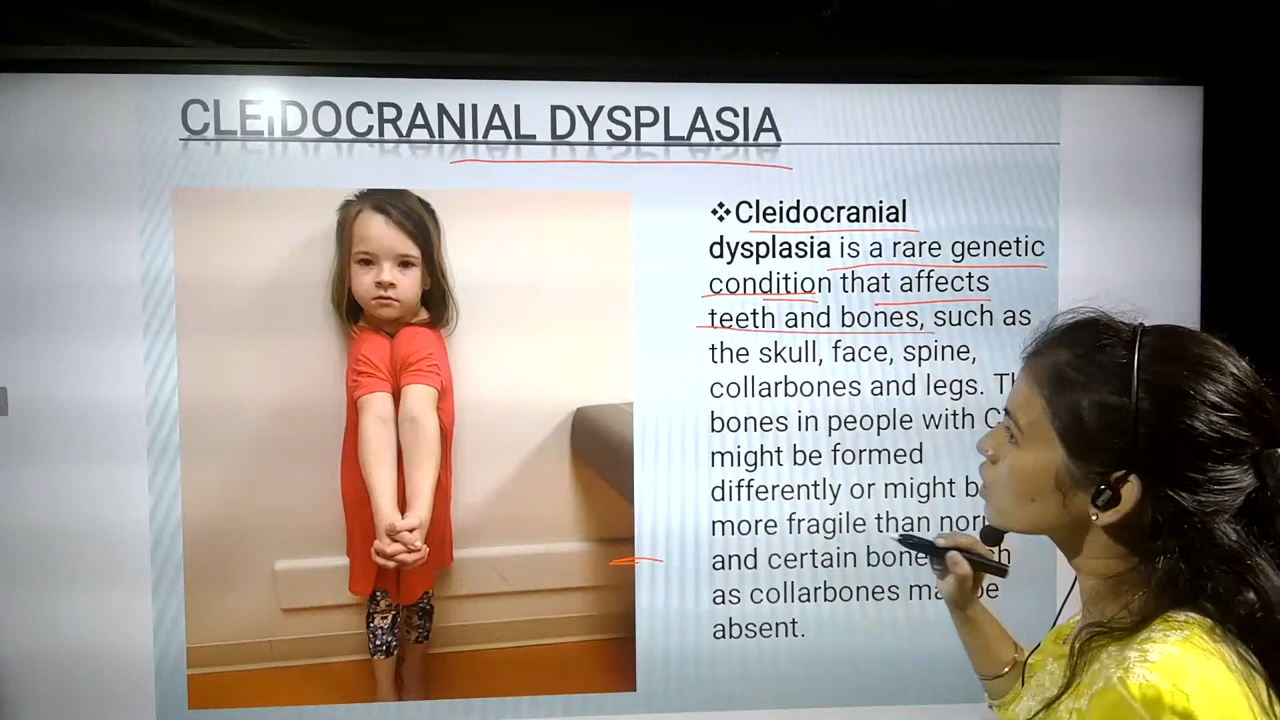 CLEIDOCRANIAL DYSPLASIA
❖Cleidocranial
dysplasia is a rare genetic
condition that affects
teeth and bones, such as
the skull, face, spine,
collarbones and legs.
bones in people with
might be formed
differently or might
more fragile than
and certain
as collarbones
absent.